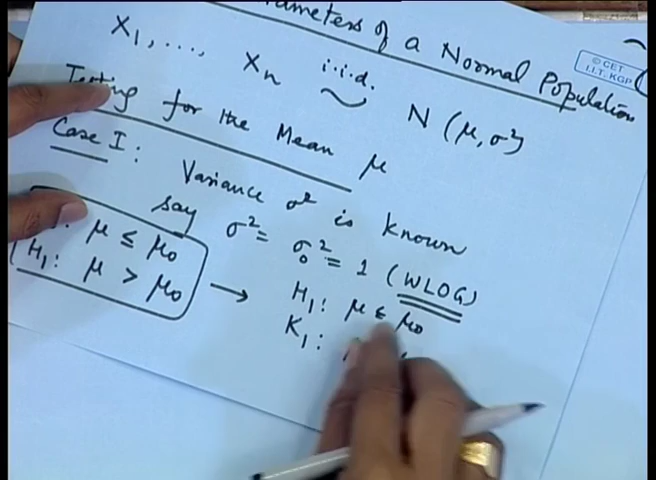 Parameters of a Normal Population
© CET
I.I.T. KGP
X₁, ...., Xₙ i.i.d. ~ N (μ, σ²)
Testing for the Mean μ
Case I : Variance σ² is known
say σ² = σ₀² = 1 (WLOG)
: μ ≤ μ₀
H₁ : μ > μ₀ →
H₁ : μ ≤ μ₀
K₁ :